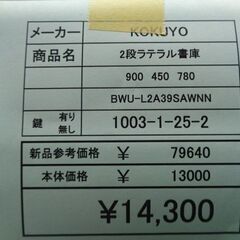 メーカー KOKUYO
商品名 2段ラテラル書庫
900 450 780
BWU-L2A39SAWNN
鍵 有り 無し 1003-1-25-2
新品参考価格 ¥ 79640
本体価格 ¥ 13000
¥14,300